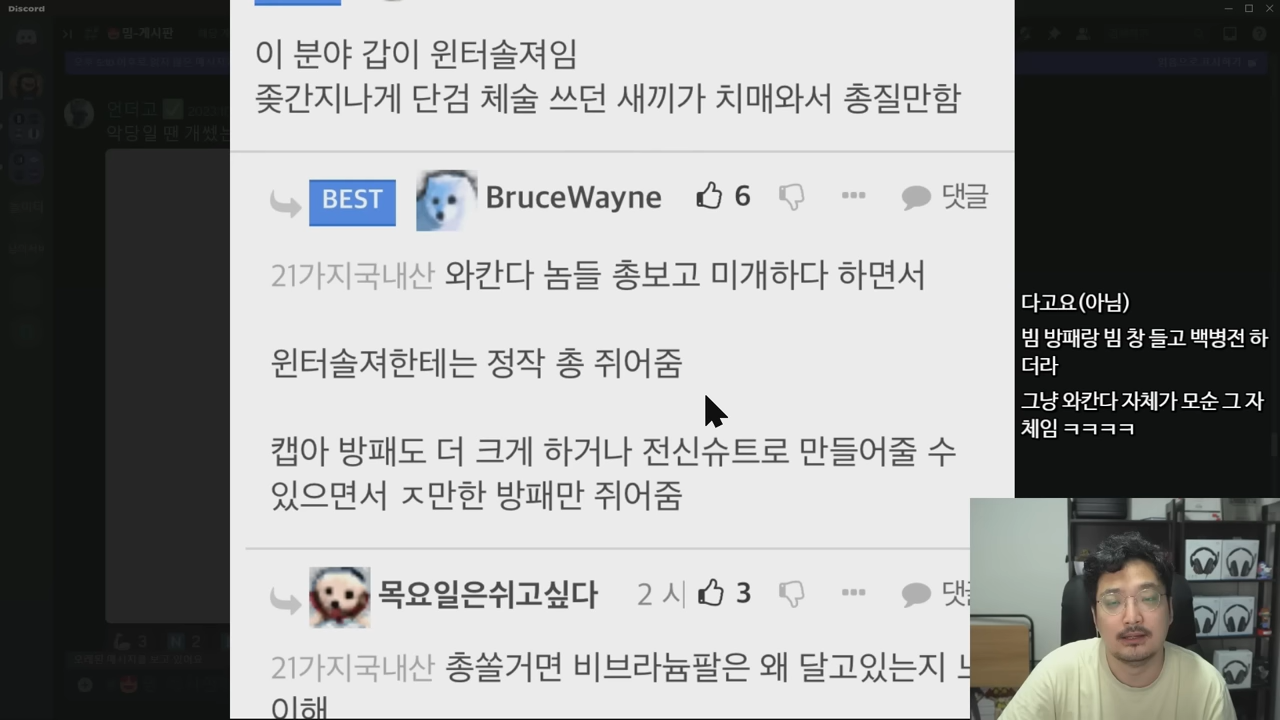 Discord
밈-게시판
이 분야 갑이 윈터솔져임
좆간지나게 단검 체술 쓰던 새끼가 치매와서 총질만함
BEST BruceWayne 6 댓글
21가지국내산 와칸다 놈들 총보고 미개하다 하면서
윈터솔져한테는 정작 총 쥐어줌
캡아 방패도 더 크게 하거나 전신슈트로 만들어줄 수
있으면서 ㅈ만한 방패만 쥐어줌
목요일은쉬고싶다 2 시 3
21가지국내산 총쏠거면 비브라늄팔은 왜 달고있는지
이해
다고요(아님)
빔 방패랑 빔 창 들고 백병전 하
더라
그냥 와칸다 자체가 모순 그 자
체임 ㅋㅋㅋㅋ